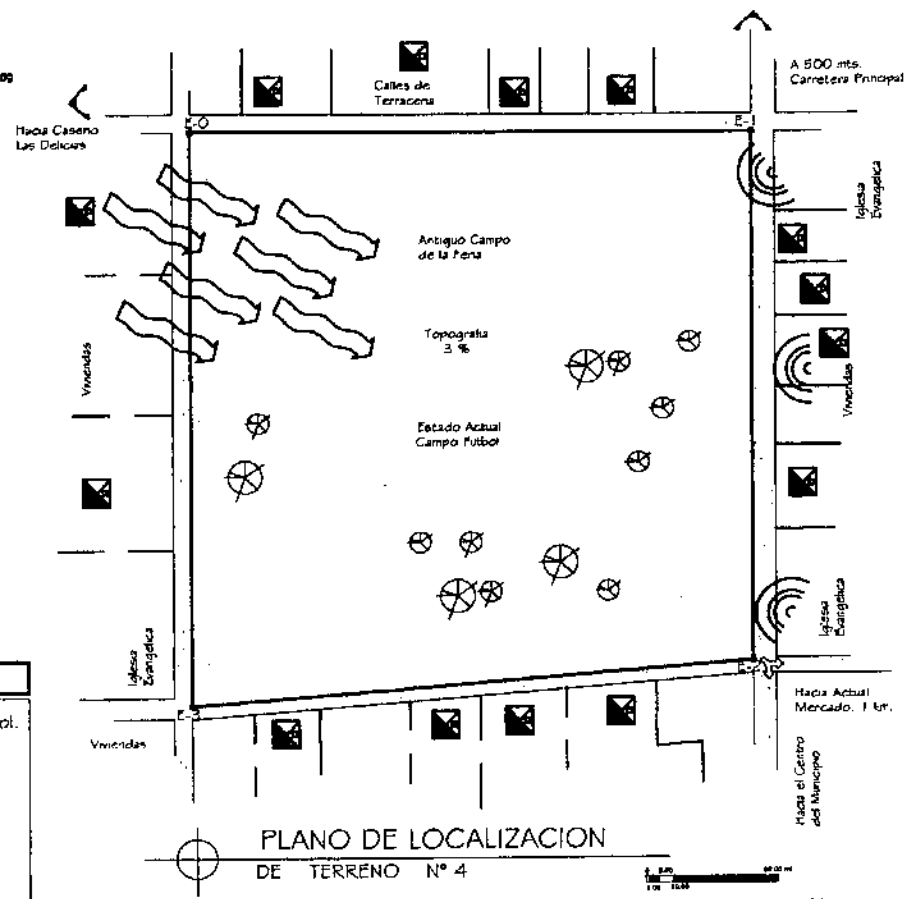 A 500 mts.
Carretera Principal
Calles de
Terraceria
Hacia Caserio
Las Delicias
E-0
E-1
Iglesia
Evangelica
Antiguo Campo
de la Feria
Topografia
3 %
Viviendas
Viviendas
Estado Actual
Campo Futbol
Iglesia
Evangelica
Iglesia
Evangelica
E-3
Viviendas
Hacia Actual
Mercado. 1 km.
Hacia el Centro
del Municipio
PLANO DE LOCALIZACION
DE TERRENO N° 4